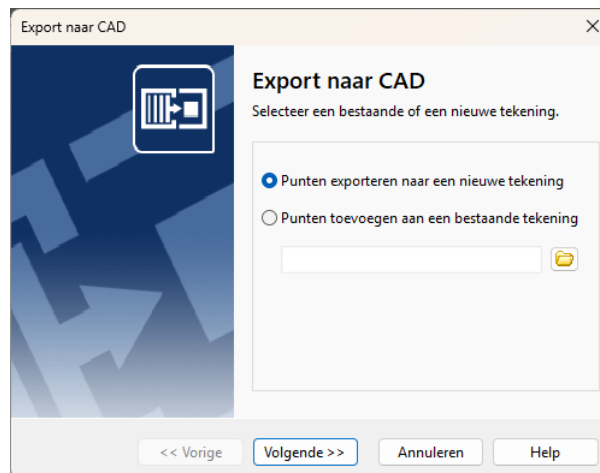 Export naar CAD
Export naar CAD
Selecteer een bestaande of een nieuwe tekening.
Punten exporteren naar een nieuwe tekening
Punten toevoegen aan een bestaande tekening
<< Vorige
Volgende >>
Annuleren
Help